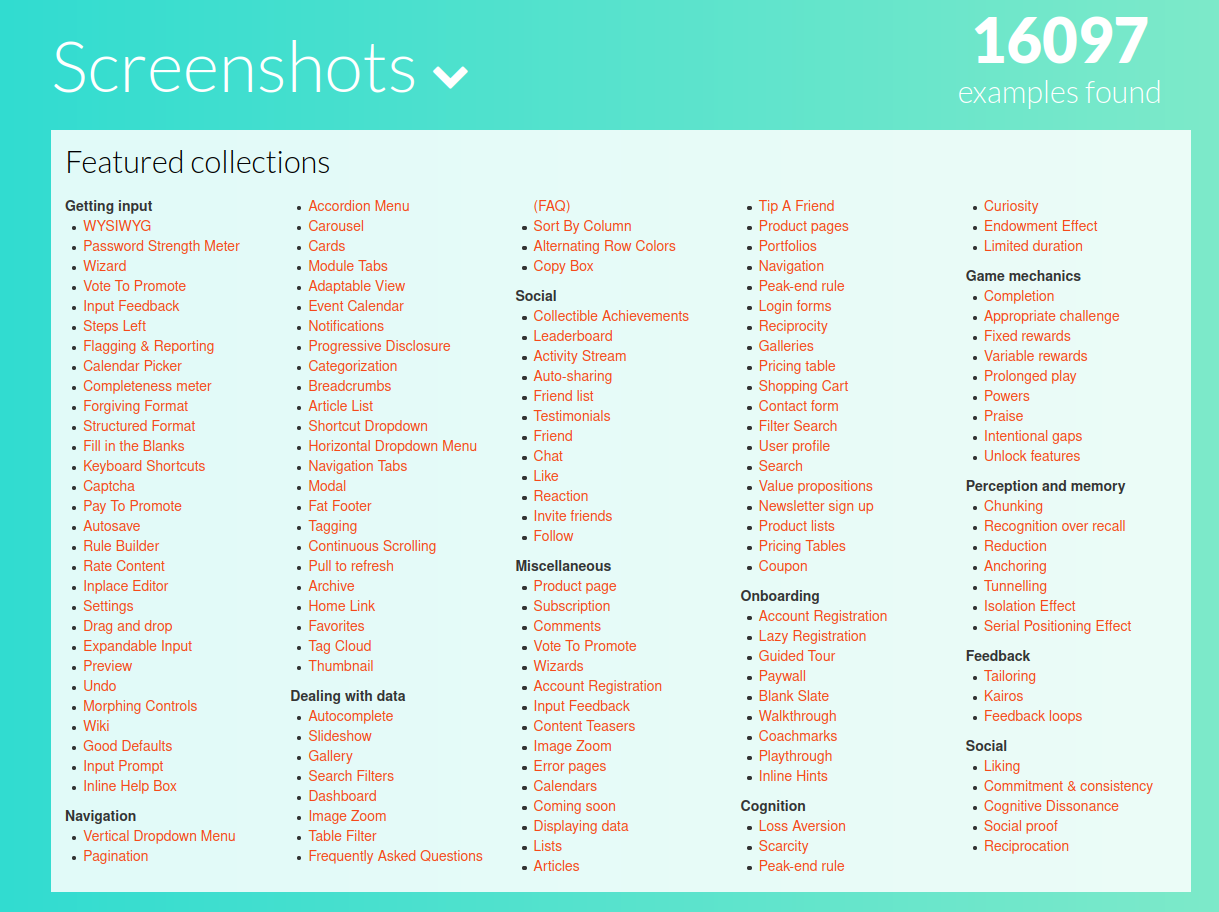 Screenshots
16097
examples found
Featured collections
Getting input
WYSIWYG
Password Strength Meter
Wizard
Vote To Promote
Input Feedback
Steps Left
Flagging & Reporting
Calendar Picker
Completeness meter
Forgiving Format
Structured Format
Fill in the Blanks
Keyboard Shortcuts
Captcha
Pay To Promote
Autosave
Rule Builder
Rate Content
Inplace Editor
Settings
Drag and drop
Expandable Input
Preview
Undo
Morphing Controls
Wiki
Good Defaults
Input Prompt
Inline Help Box
Navigation
Vertical Dropdown Menu
Pagination
Accordion Menu
Carousel
Cards
Module Tabs
Adaptable View
Event Calendar
Notifications
Progressive Disclosure
Categorization
Breadcrumbs
Article List
Shortcut Dropdown
Horizontal Dropdown Menu
Navigation Tabs
Modal
Fat Footer
Tagging
Continuous Scrolling
Pull to refresh
Archive
Home Link
Favorites
Tag Cloud
Thumbnail
Dealing with data
Autocomplete
Slideshow
Gallery
Search Filters
Dashboard
Image Zoom
Table Filter
Frequently Asked Questions
(FAQ)
Sort By Column
Alternating Row Colors
Copy Box
Social
Collectible Achievements
Leaderboard
Activity Stream
Auto-sharing
Friend list
Testimonials
Friend
Chat
Like
Reaction
Invite friends
Follow
Miscellaneous
Product page
Subscription
Comments
Vote To Promote
Wizards
Account Registration
Input Feedback
Content Teasers
Image Zoom
Error pages
Calendars
Coming soon
Displaying data
Lists
Articles
Tip A Friend
Product pages
Portfolios
Navigation
Peak-end rule
Login forms
Reciprocity
Galleries
Pricing table
Shopping Cart
Contact form
Filter Search
User profile
Search
Value propositions
Newsletter sign up
Product lists
Pricing Tables
Coupon
Onboarding
Account Registration
Lazy Registration
Guided Tour
Paywall
Blank Slate
Walkthrough
Coachmarks
Playthrough
Inline Hints
Cognition
Loss Aversion
Scarcity
Peak-end rule
Curiosity
Endowment Effect
Limited duration
Game mechanics
Completion
Appropriate challenge
Fixed rewards
Variable rewards
Prolonged play
Powers
Praise
Intentional gaps
Unlock features
Perception and memory
Chunking
Recognition over recall
Reduction
Anchoring
Tunnelling
Isolation Effect
Serial Positioning Effect
Feedback
Tailoring
Kairos
Feedback loops
Social
Liking
Commitment & consistency
Cognitive Dissonance
Social proof
Reciprocation